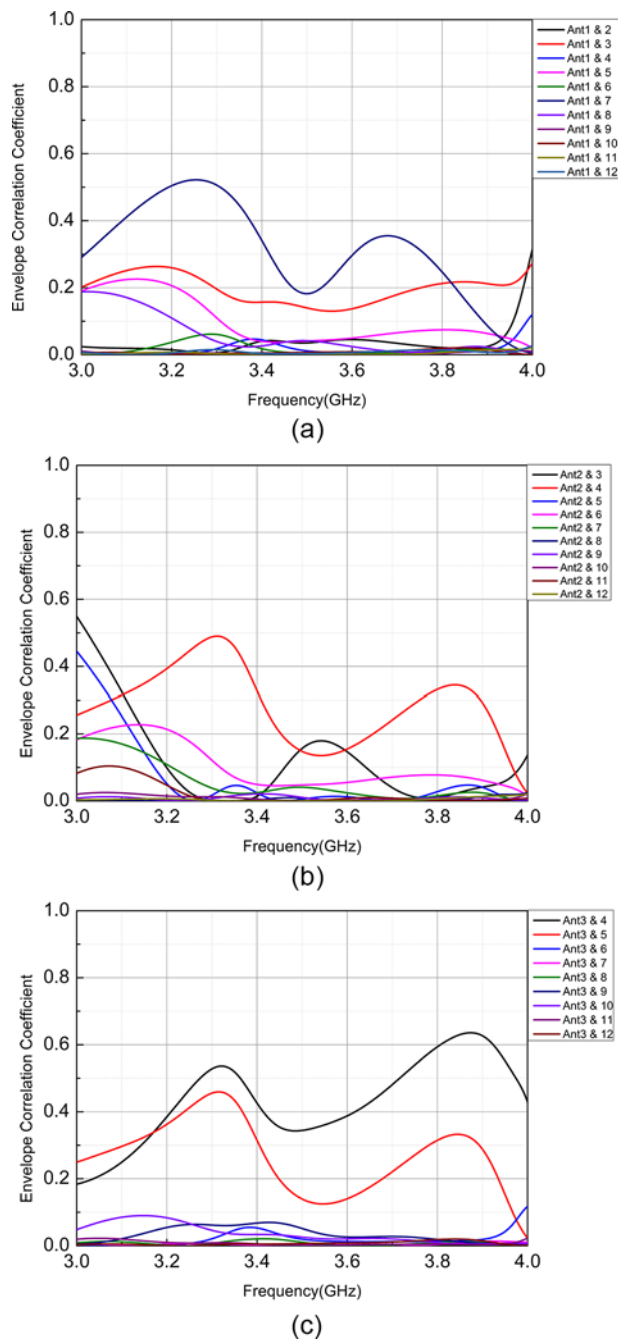 Envelope Correlation Coefficient
1.0
0.8
0.6
0.4
0.2
0.0
3.0 3.2 3.4 3.6 3.8 4.0
Frequency(GHz)
Ant1 & 2
Ant1 & 3
Ant1 & 4
Ant1 & 5
Ant1 & 6
Ant1 & 7
Ant1 & 8
Ant1 & 9
Ant1 & 10
Ant1 & 11
Ant1 & 12
(a)
Envelope Correlation Coefficient
1.0
0.8
0.6
0.4
0.2
0.0
3.0 3.2 3.4 3.6 3.8 4.0
Frequency(GHz)
Ant2 & 3
Ant2 & 4
Ant2 & 5
Ant2 & 6
Ant2 & 7
Ant2 & 8
Ant2 & 9
Ant2 & 10
Ant2 & 11
Ant2 & 12
(b)
Envelope Correlation Coefficient
1.0
0.8
0.6
0.4
0.2
0.0
3.0 3.2 3.4 3.6 3.8 4.0
Frequency(GHz)
Ant3 & 4
Ant3 & 5
Ant3 & 6
Ant3 & 7
Ant3 & 8
Ant3 & 9
Ant3 & 10
Ant3 & 11
Ant3 & 12
(c)